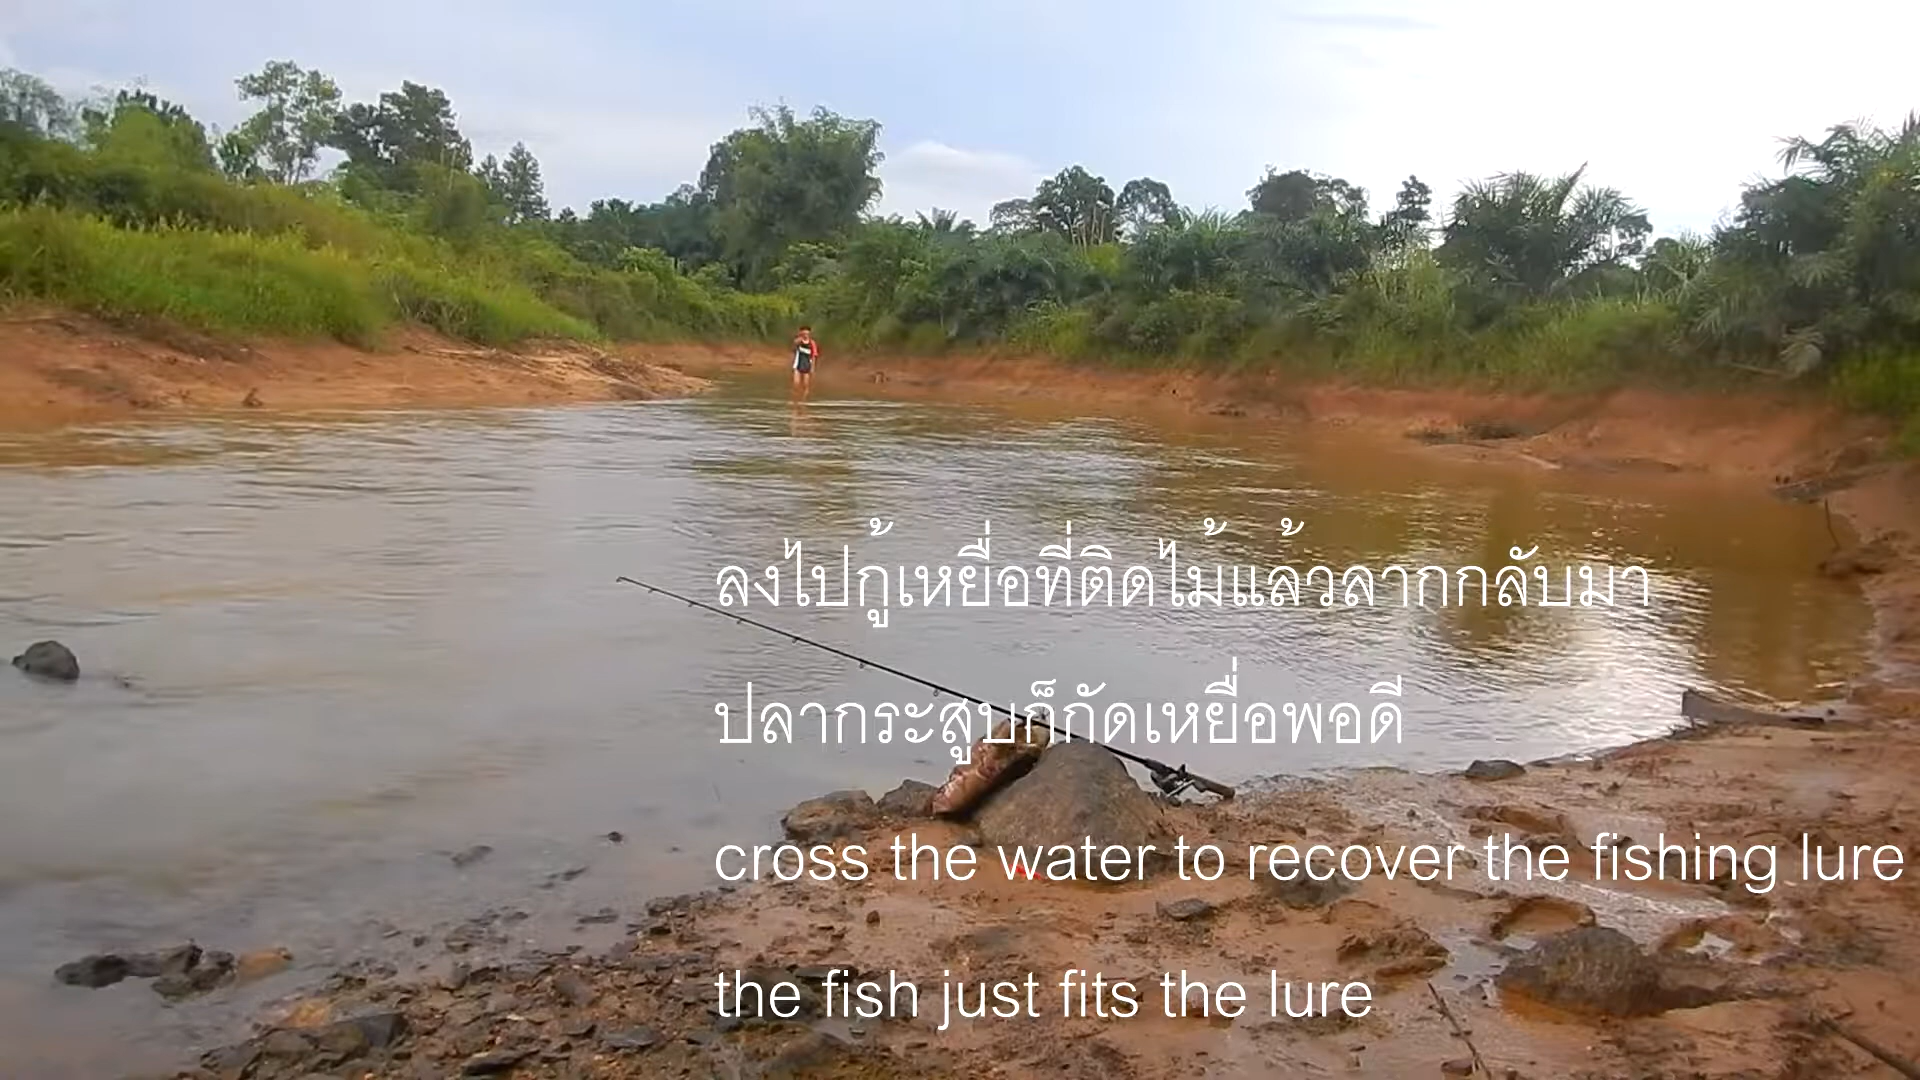 ลงไปกู้เหยื่อที่ติดไม้แล้วลากกลับมา
ปลากระสูบก็กัดเหยื่อพอดี
cross the water to recover the fishing lure
the fish just fits the lure